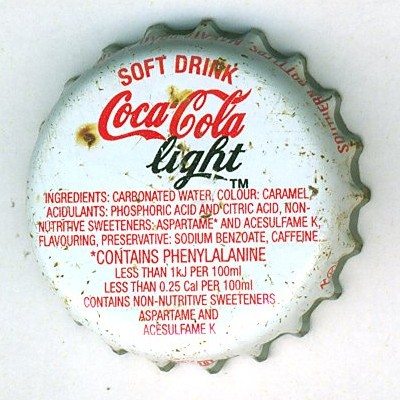 SOFT DRINK
Coca-Cola
light™
INGREDIENTS: CARBONATED WATER, COLOUR: CARAMEL,
ACIDULANTS: PHOSPHORIC ACID AND CITRIC ACID, NON-
NUTRITIVE SWEETENERS: ASPARTAME* AND ACESULFAME K,
FLAVOURING, PRESERVATIVE: SODIUM BENZOATE, CAFFEINE.
*CONTAINS PHENYLALANINE
LESS THAN 1kJ PER 100ml
LESS THAN 0.25 Cal PER 100ml
CONTAINS NON-NUTRITIVE SWEETENERS
ASPARTAME AND
ACESULFAME K